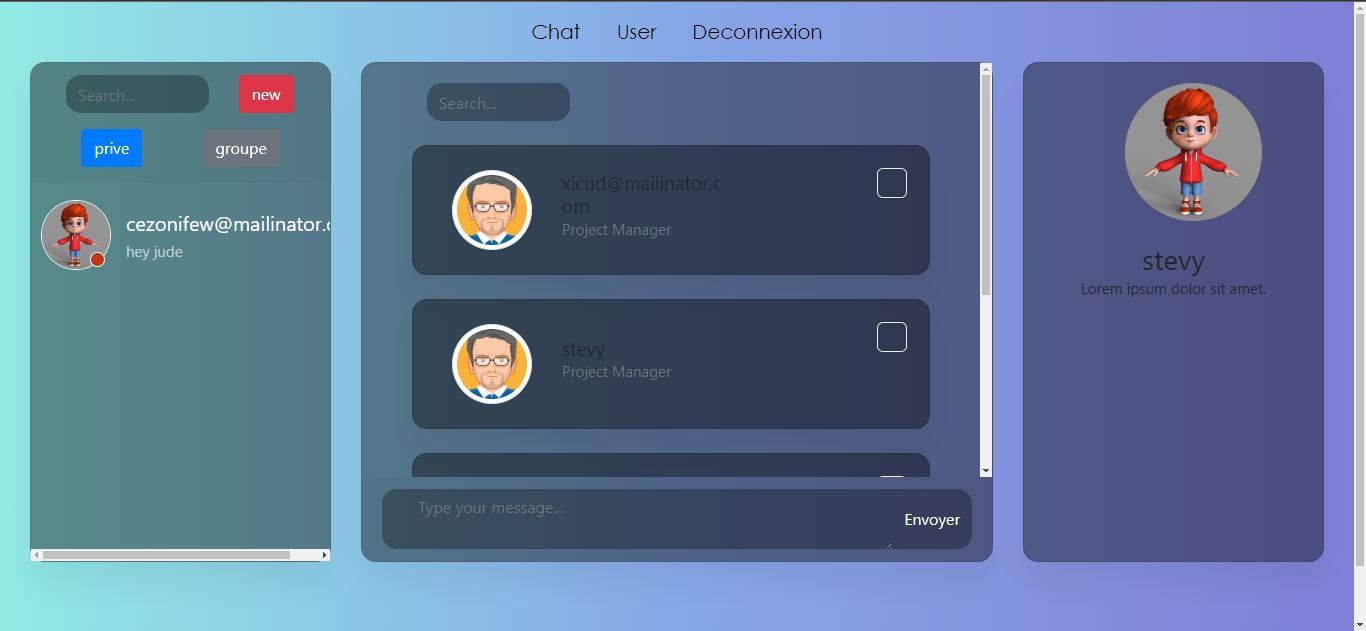 Chat User Deconnexion
Search...
new
prive
groupe
cezonifew@mailinator.
hey jude
Search...
xicud@mailinator.c
om
Project Manager
stevy
Project Manager
Type your message...
Envoyer
stevy
Lorem ipsum dolor sit amet.